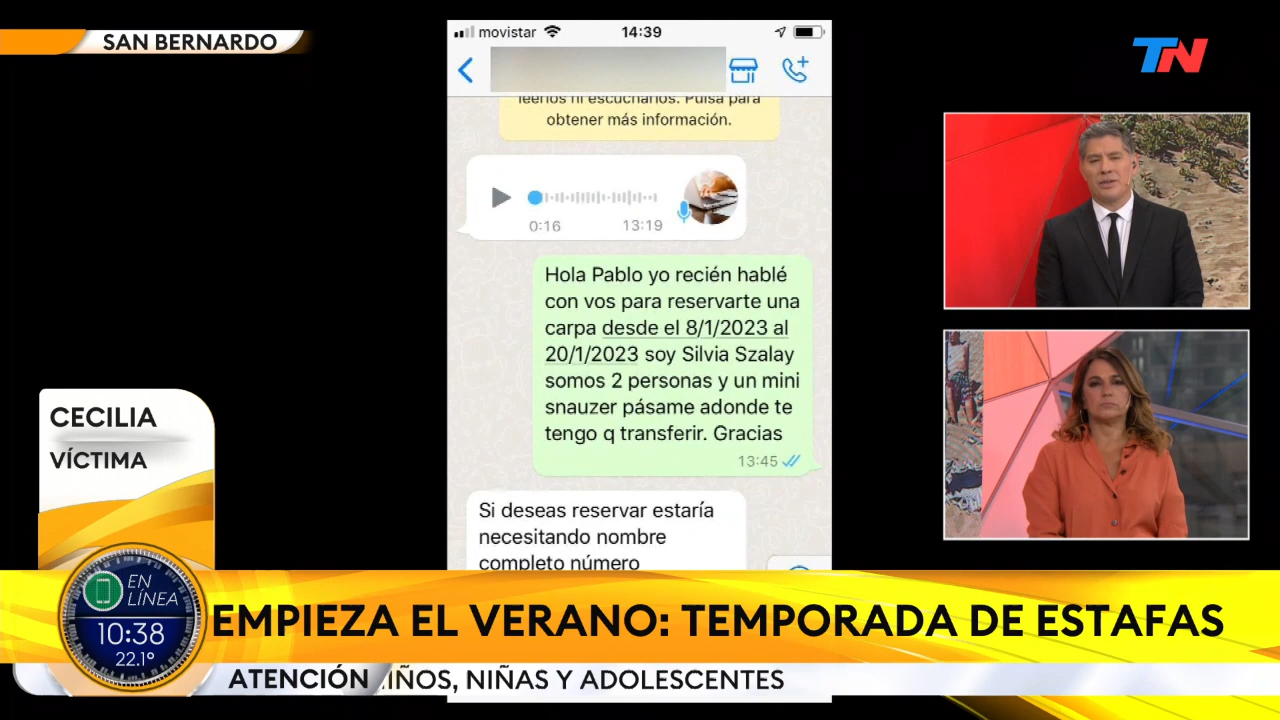 SAN BERNARDO
TN
movistar
14:39
leerlos ni escucharlos. Pulsa para
obtener más información.
0:16
13:19
Hola Pablo yo recién hablé
con vos para reservarte una
carpa desde el 8/1/2023 al
20/1/2023 soy Silvia Szalay
somos 2 personas y un mini
snauzer pásame adonde te
tengo q transferir. Gracias
13:45
Si deseas reservar estaría
necesitando nombre
completo número
CECILIA
VÍCTIMA
EN
LÍNEA
10:38
22.1°
EMPIEZA EL VERANO: TEMPORADA DE ESTAFAS
ATENCIÓN IÑOS, NIÑAS Y ADOLESCENTES